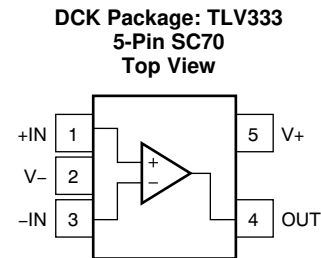 DCK Package: TLV333
5-Pin SC70
Top View
+IN 1 5 V+
+
V− 2
−
−IN 3 4 OUT